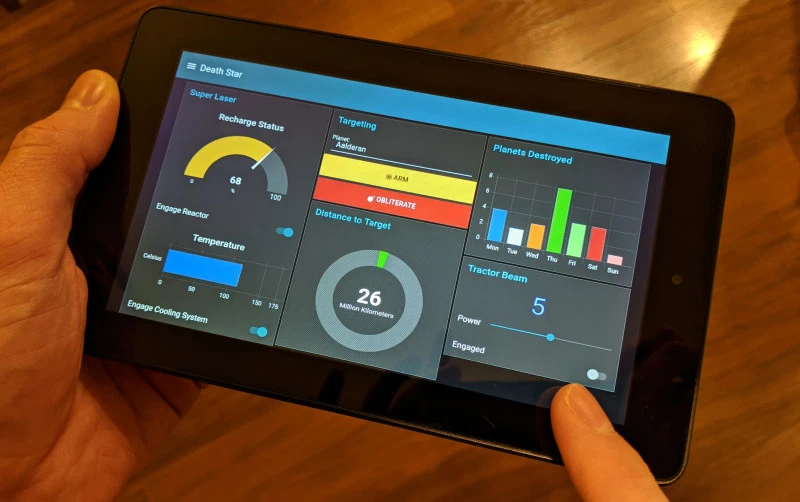 Death Star
Super Laser
Recharge Status
68
%
0
100
Engage Reactor
Temperature
Celsius
0
50
100
150
175
Engage Cooling System
Targeting
Planet:
Aalderan
ARM
OBLITERATE
Distance to Target
26
Million Kilometers
Planets Destroyed
8
6
4
2
0
Mon Tue Wed Thu Fri Sat Sun
Tractor Beam
5
Power
Engaged